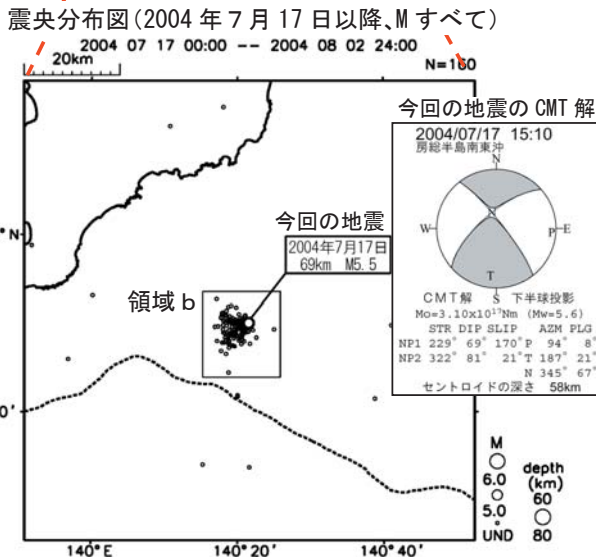 震央分布図(2004年7月17日以降、Mすべて)
2004 07 17 00:00 -- 2004 08 02 24:00
20km
N=160
今回の地震のCMT解
2004/07/17 15:10
房総半島南東沖
N
W
E
P
T
S
CMT解
下半球投影
Mo=3.10x10¹⁷Nm (Mw=5.6)
STR DIP SLIP AZM PLG
NP1 229° 69° 170° P 94° 8°
NP2 322° 81° 21° T 187° 21°
N 345° 67°
セントロイドの深さ 58km
今回の地震
2004年7月17日
69km M5.5
領域b
° N
0'
M
6.0
5.0
UND
depth
(km)
60
80
140°E
140°20'
140°40'